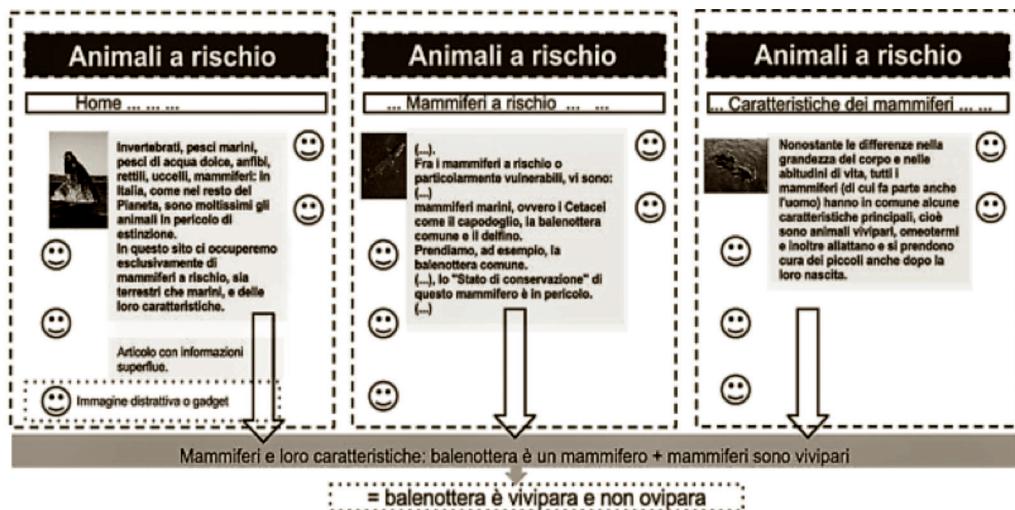 Animali a rischio
Home ... ... ...
Invertebrati, pesci marini,
pesci di acqua dolce, anfibi,
rettili, uccelli, mammiferi: in
Italia, come nel resto del
Pianeta, sono moltissimi gli
animali in pericolo di
estinzione.
In questo sito ci occuperemo
esclusivamente di
mammiferi a rischio, sia
terrestri che marini, e delle
loro caratteristiche.
Articolo con informazioni
superflue.
Immagine distrattiva o gadget
Animali a rischio
... Mammiferi a rischio ... ...
(...).
Fra i mammiferi a rischio o
particolarmente vulnerabili, vi sono:
(...)
mammiferi marini, ovvero i Cetacei
come il capodoglio, la balenottera
comune e il delfino.
Prendiamo, ad esempio, la
balenottera comune.
(...), lo "Stato di conservazione" di
questo mammifero è in pericolo.
(...)
Animali a rischio
... Caratteristiche dei mammiferi ... ...
Nonostante le differenze nella
grandezza del corpo e nelle
abitudini di vita, tutti i
mammiferi (di cui fa parte anche
l'uomo) hanno in comune alcune
caratteristiche principali, cioè
sono animali vivipari, omeotermi
e inoltre allattano e si prendono
cura dei piccoli anche dopo la
loro nascita.
Mammiferi e loro caratteristiche: balenottera è un mammifero + mammiferi sono vivipari
= balenottera è vivipara e non ovipara